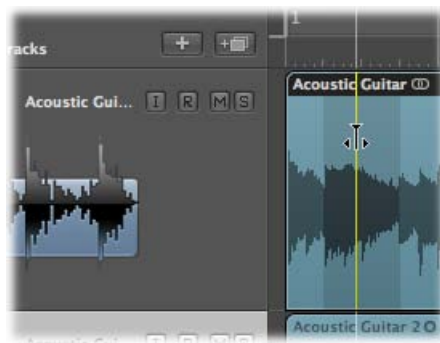 1
racks
Acoustic Gui... I R M S
Acoustic Guitar
Acoustic Guitar 2